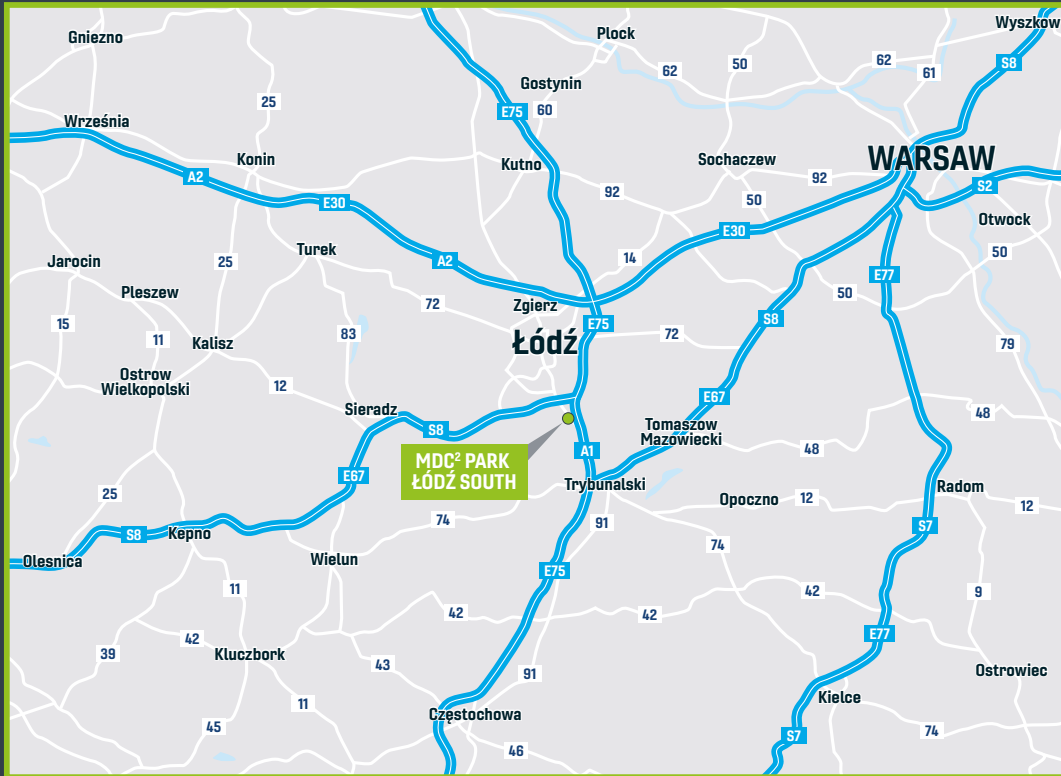 Wyszkow
Gniezno
Plock
62
50
62
61
S8
Gostynin
25
E75
60
Września
WARSAW
Konin
Kutno
Sochaczew
A2
92
92
S2
E30
50
Otwock
E30
Turek
14
50
Jarocin
25
A2
E77
Pleszew
72
Zgierz
50
15
11
Kalisz
83
Łódź
E75
72
S8
79
Ostrow
Wielkopolski
12
E67
Sieradz
S8
Tomaszow
Mazowiecki
48
MDC² PARK
ŁÓDŹ SOUTH
A1
48
E67
Trybunalski
25
Opoczno
12
Radom
12
S8
Kępno
74
91
S7
Olesnica
Wielun
E75
74
11
42
42
42
9
39
42
Kluczbork
43
E77
91
Ostrowiec
11
Kielce
45
Częstochowa
46
S7
74